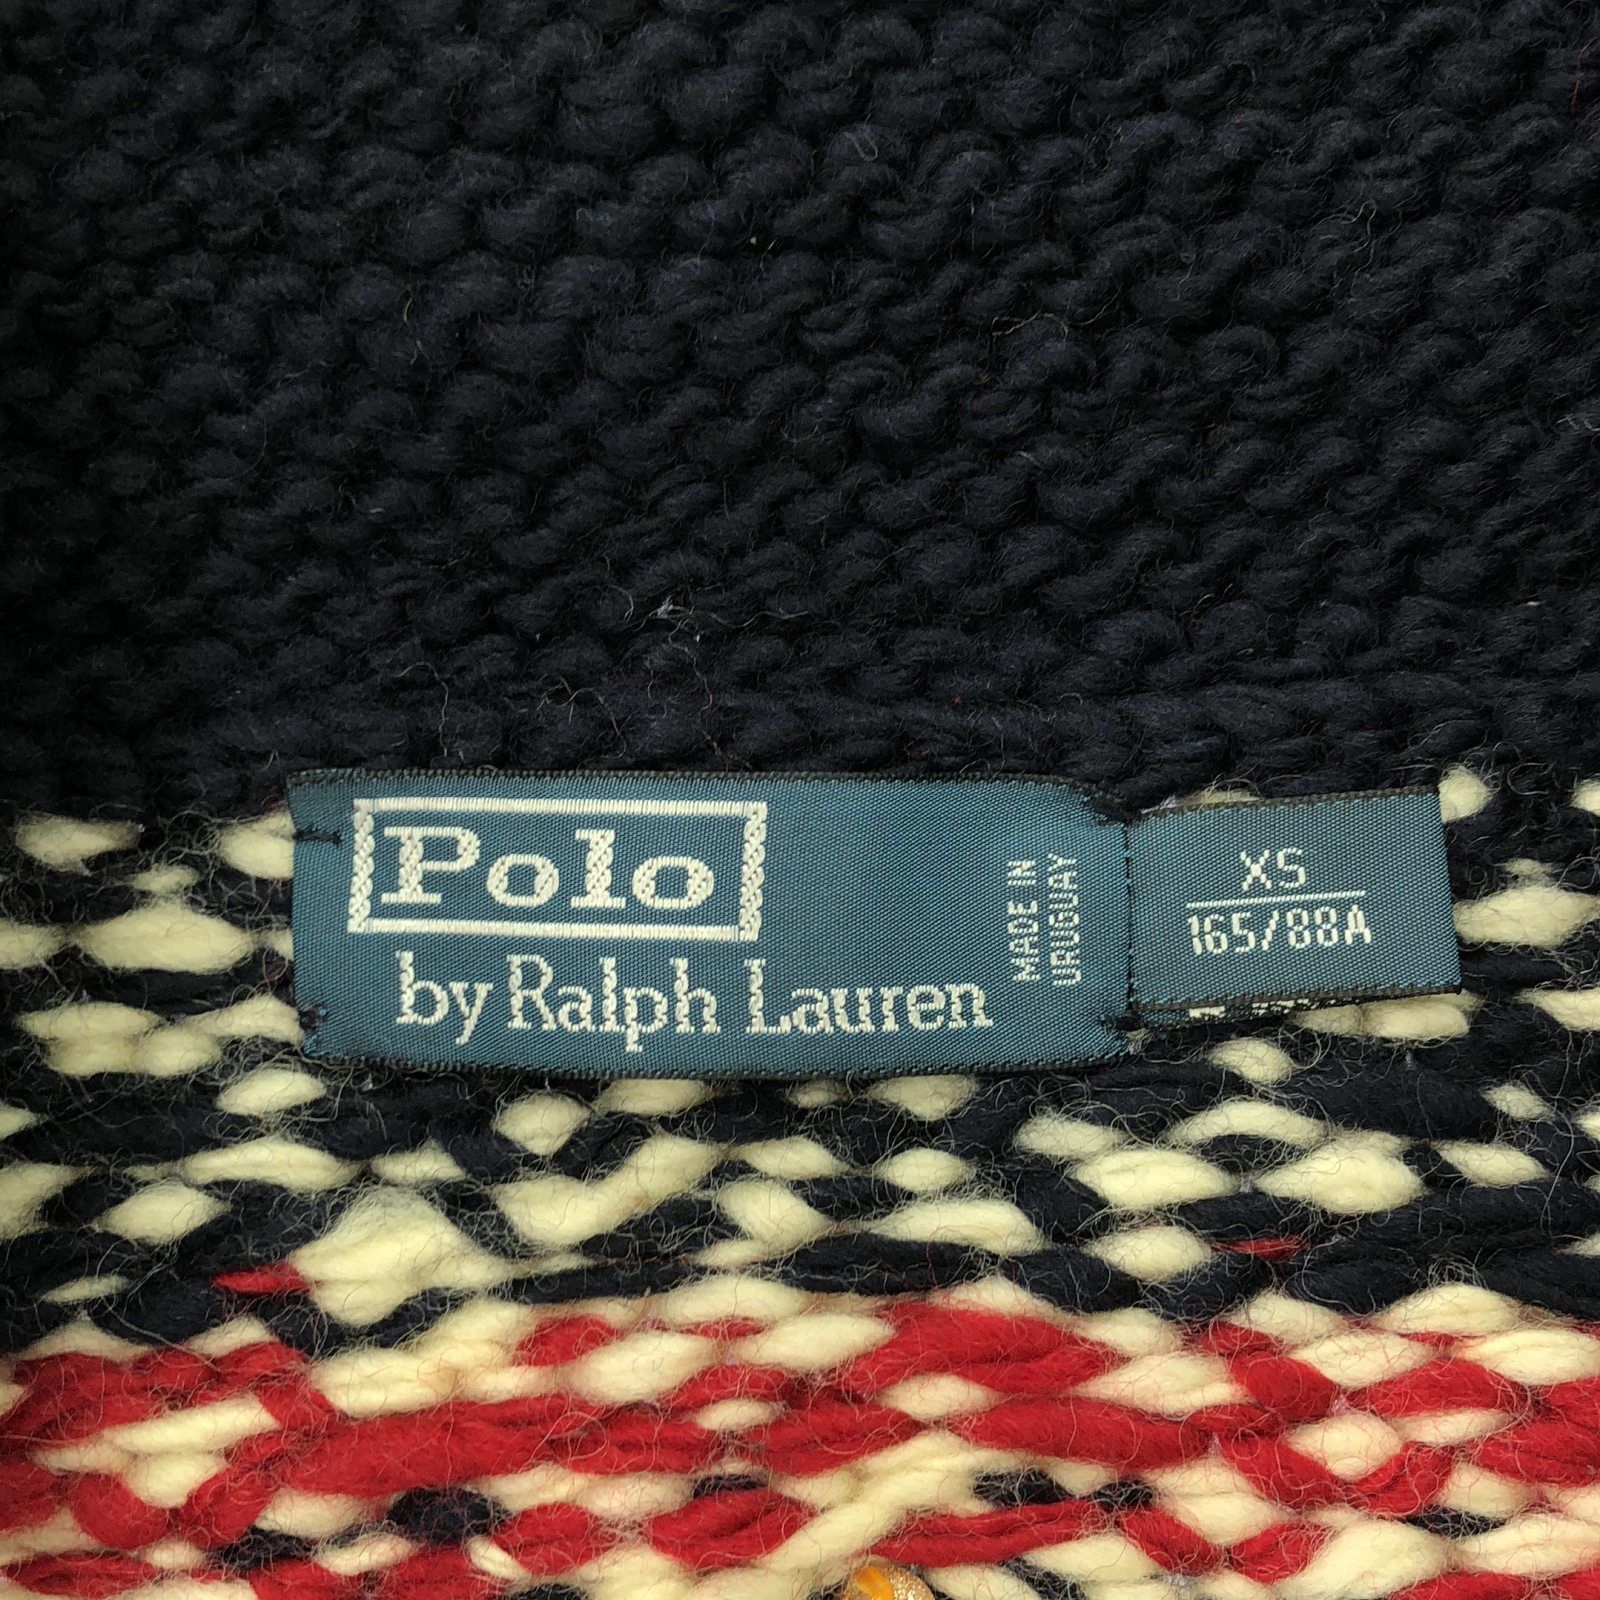 Polo
by Ralph Lauren
MADE IN
URUGUAY
XS
165/88A